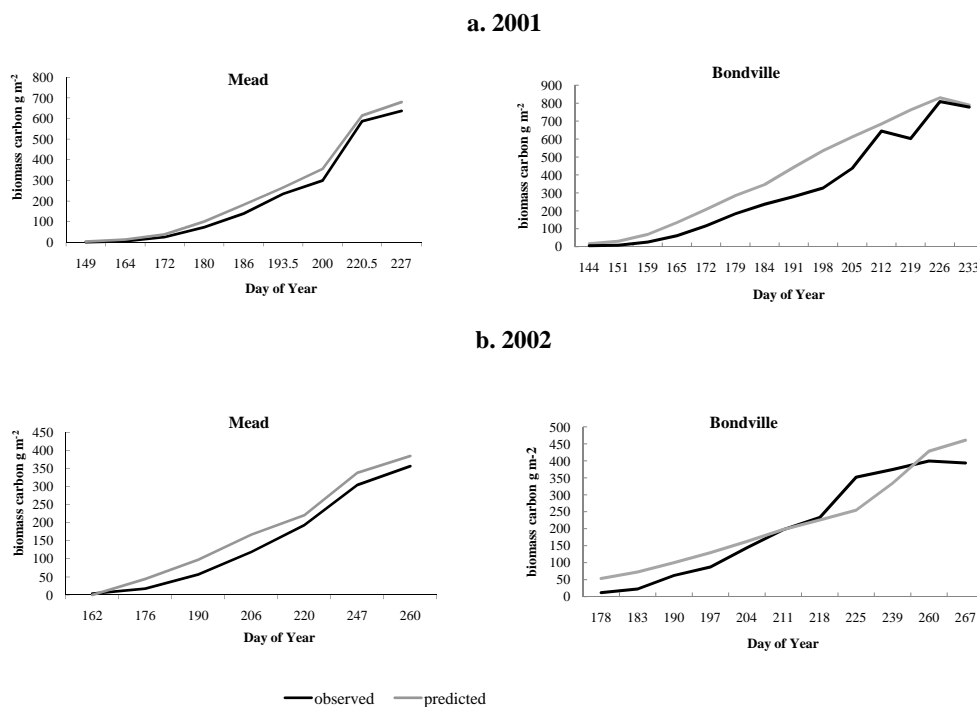 a. 2001
Mead
biomass carbon g m-2
800
700
600
500
400
300
200
100
0
149 164 172 180 186 193.5 200 220.5 227
Day of Year
Bondville
biomass carbon g m-2
900
800
700
600
500
400
300
200
100
0
144 151 159 165 172 179 184 191 198 205 212 219 226 233
Day of Year
b. 2002
Mead
biomass carbon g m-2
450
400
350
300
250
200
150
100
50
0
162 176 190 206 220 247 260
Day of Year
Bondville
biomass carbon g m-2
500
450
400
350
300
250
200
150
100
50
0
178 183 190 197 204 211 218 225 239 260 267
Day of Year
observed predicted